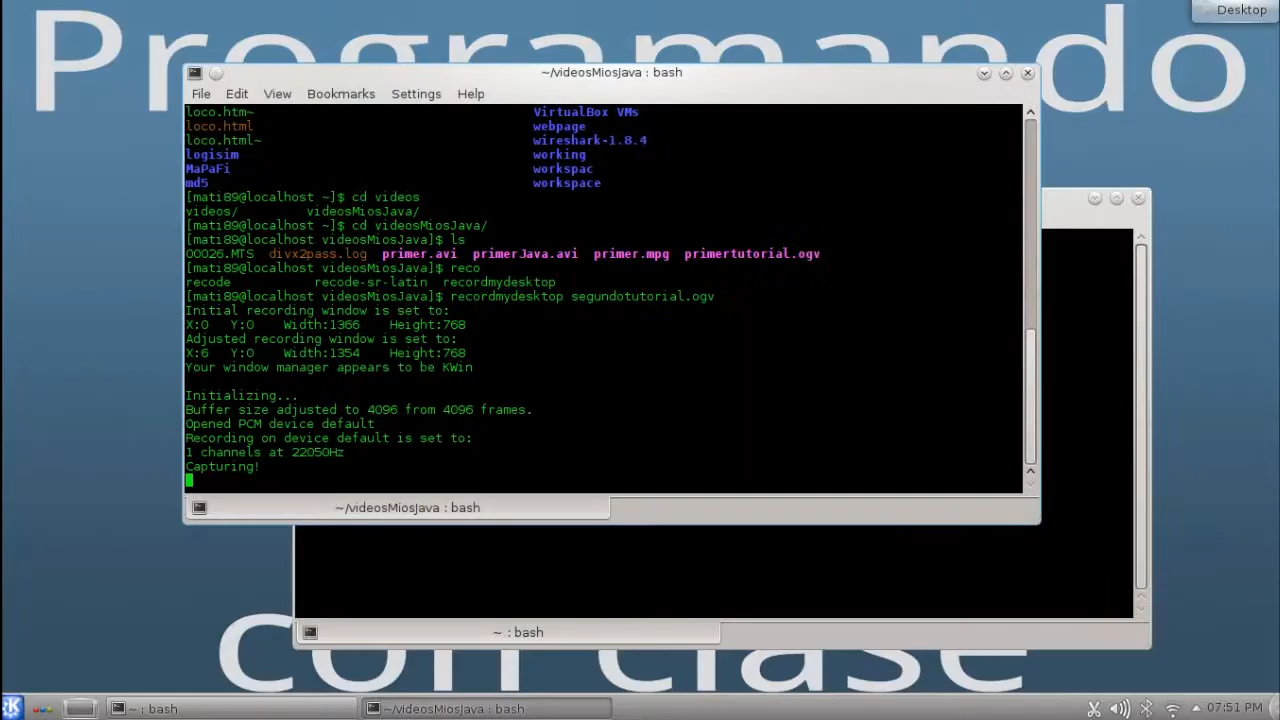 Programando
Desktop
~/videosMiosJava : bash
File Edit View Bookmarks Settings Help
loco.htm~ VirtualBox VMs
loco.html webpage
loco.html~ wireshark-1.8.4
logisim working
MaPaFi workspac
md5 workspace
[mati89@localhost ~]$ cd videos
videos/ videosMiosJava/
[mati89@localhost ~]$ cd videosMiosJava/
[mati89@localhost videosMiosJava]$ ls
00026.MTS divx2pass.log primer.avi primerJava.avi primer.mpg primertutorial.ogv
[mati89@localhost videosMiosJava]$ reco
recode recode-sr-latin recordmydesktop
[mati89@localhost videosMiosJava]$ recordmydesktop segundotutorial.ogv
Initial recording window is set to:
X:0 Y:0 Width:1366 Height:768
Adjusted recording window is set to:
X:6 Y:0 Width:1354 Height:768
Your window manager appears to be KWin
Initializing...
Buffer size adjusted to 4096 from 4096 frames.
Opened PCM device default
Recording on device default is set to:
1 channels at 22050Hz
Capturing!
~/videosMiosJava : bash
~ : bash
con clase
~ : bash
~/videosMiosJava : bash
07:51 PM